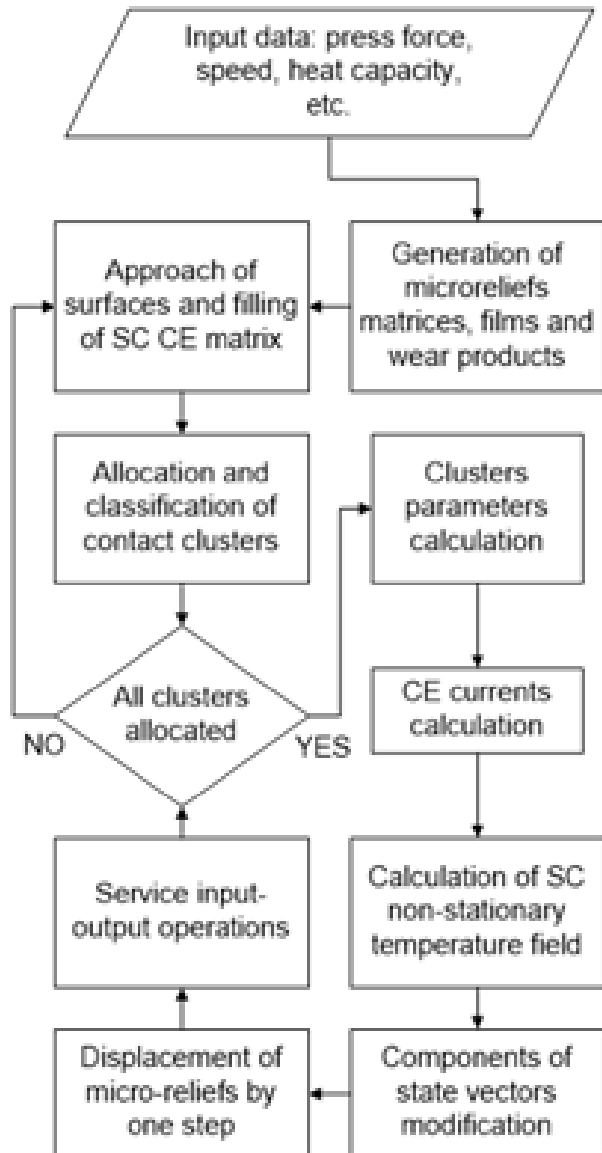 Input data: press force,
speed, heat capacity,
etc.
Approach of
surfaces and filling
of SC CE matrix
Generation of
microreliefs
matrices, films and
wear products
Allocation and
classification of
contact clusters
Clusters
parameters
calculation
All clusters
allocated
NO
YES
CE currents
calculation
Service input-
output operations
Calculation of SC
non-stationary
temperature field
Displacement of
micro-reliefs by
one step
Components of
state vectors
modification